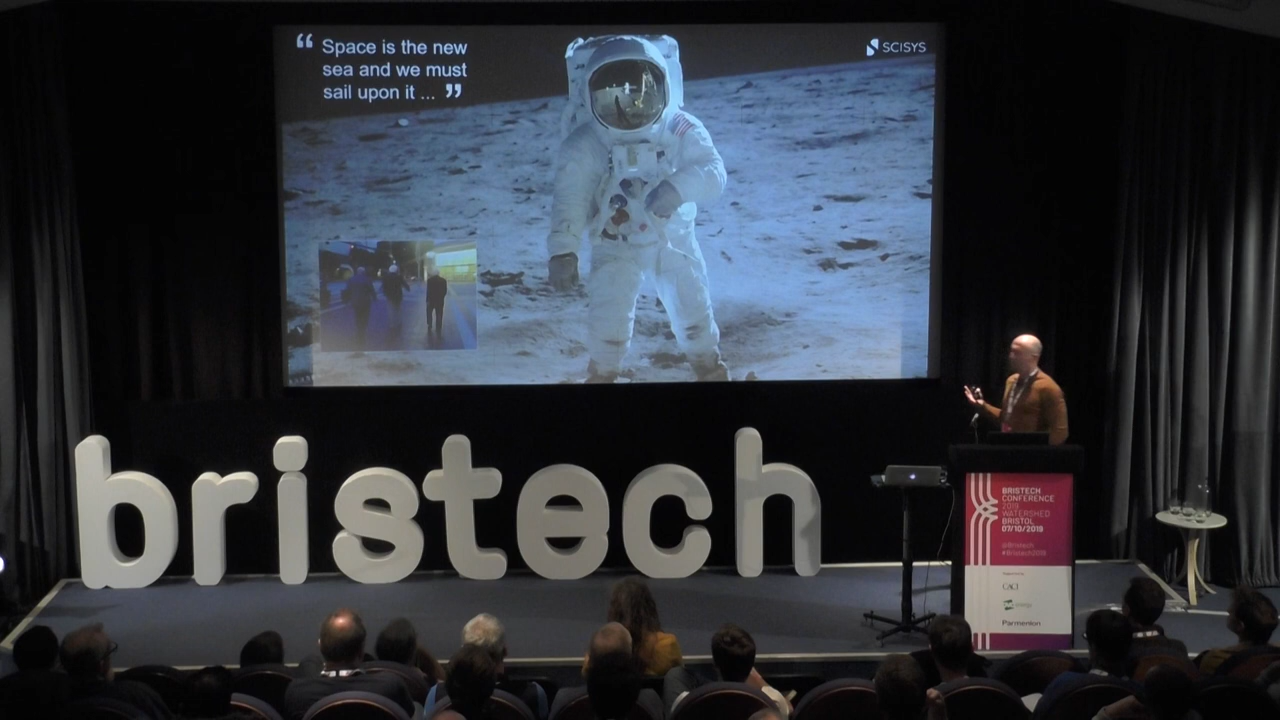 “ Space is the new
sea and we must
sail upon it ... ”
SCISYS
bristech
BRISTECH
CONFERENCE
2019
WATERSHED
BRISTOL
07/10/2019
@Bristech
#Bristech2019
CACI
Parmenion